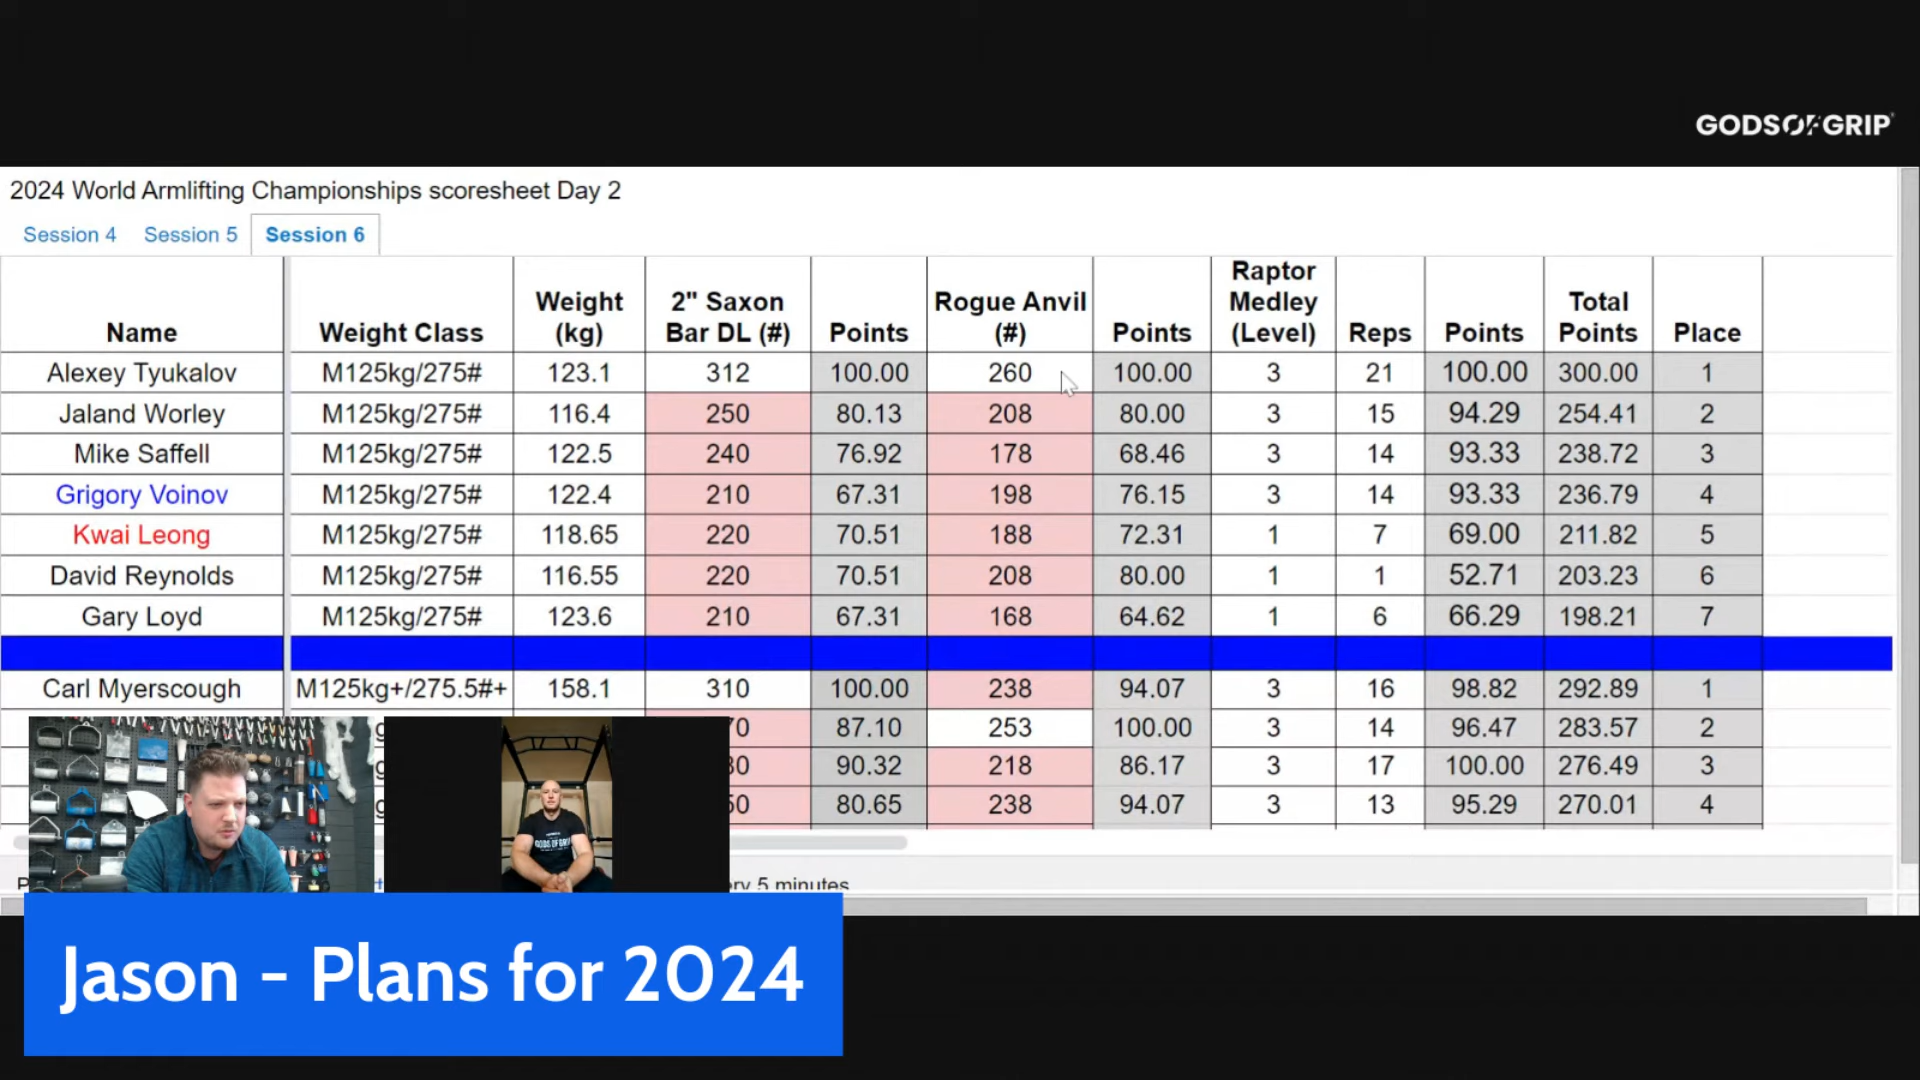 GODSOFGRIP
2024 World Armlifting Championships scoresheet Day 2
Session 4 Session 5 Session 6
Name Weight Class Weight (kg) 2" Saxon Bar DL (#) Points Rogue Anvil (#) Points Raptor Medley (Level) Reps Points Total Points Place
Alexey Tyukalov M125kg/275# 123.1 312 100.00 260 100.00 3 21 100.00 300.00 1
Jaland Worley M125kg/275# 116.4 250 80.13 208 80.00 3 15 94.29 254.41 2
Mike Saffell M125kg/275# 122.5 240 76.92 178 68.46 3 14 93.33 238.72 3
Grigory Voinov M125kg/275# 122.4 210 67.31 198 76.15 3 14 93.33 236.79 4
Kwai Leong M125kg/275# 118.65 220 70.51 188 72.31 1 7 69.00 211.82 5
David Reynolds M125kg/275# 116.55 220 70.51 208 80.00 1 1 52.71 203.23 6
Gary Loyd M125kg/275# 123.6 210 67.31 168 64.62 1 6 66.29 198.21 7
Carl Myerscough M125kg+/275.5#+ 158.1 310 100.00 238 94.07 3 16 98.82 292.89 1
87.10 253 100.00 3 14 96.47 283.57 2
90.32 218 86.17 3 17 100.00 276.49 3
80.65 238 94.07 3 13 95.29 270.01 4
5 minutes
GODS OF GRIP
Jason - Plans for 2024